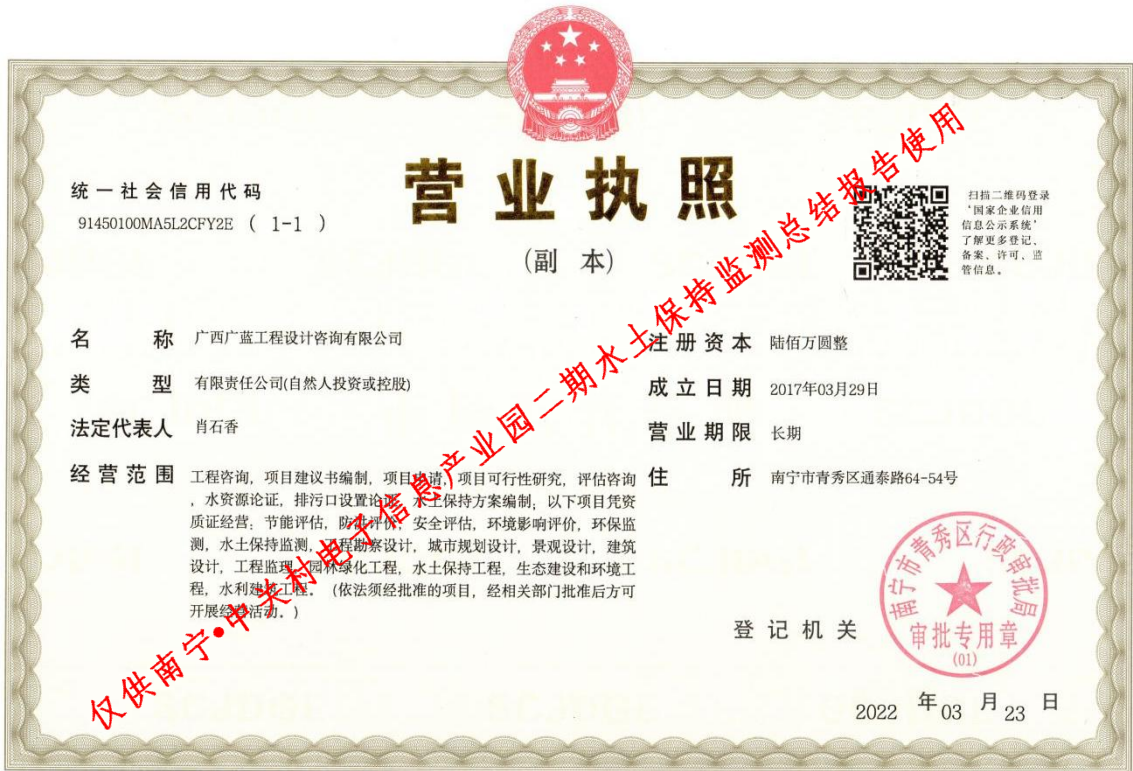 营业执照
(副 本)
统一社会信用代码
91450100MA5L2CFY2E ( 1-1 )
扫描二维码登录
‘国家企业信用
信息公示系统’
了解更多登记、
备案、许可、监
管信息。
名 称 广西广蓝工程设计咨询有限公司
类 型 有限责任公司(自然人投资或控股)
法定代表人 肖石香
经营范围 工程咨询，项目建议书编制，项目申请，项目可行性研究，评估咨询
，水资源论证，排污口设置论证，水土保持方案编制；以下项目凭资
质证经营：节能评估，防洪评价，安全评估，环境影响评价，环保监
测，水土保持监测，工程勘察设计，城市规划设计，景观设计，建筑
设计，工程监理，园林绿化工程，水土保持工程，生态建设和环境工
程，水利建筑工程。（依法须经批准的项目，经相关部门批准后方可
开展经营活动。）
注册资本 陆佰万圆整
成立日期 2017年03月29日
营业期限 长期
住 所 南宁市青秀区通泰路64-54号
登记机关
南宁市青秀区行政审批局
审批专用章
(01)
2022 年 03 月 23 日
仅供南宁•中关村电子信息产业园二期水土保持监测总结报告使用